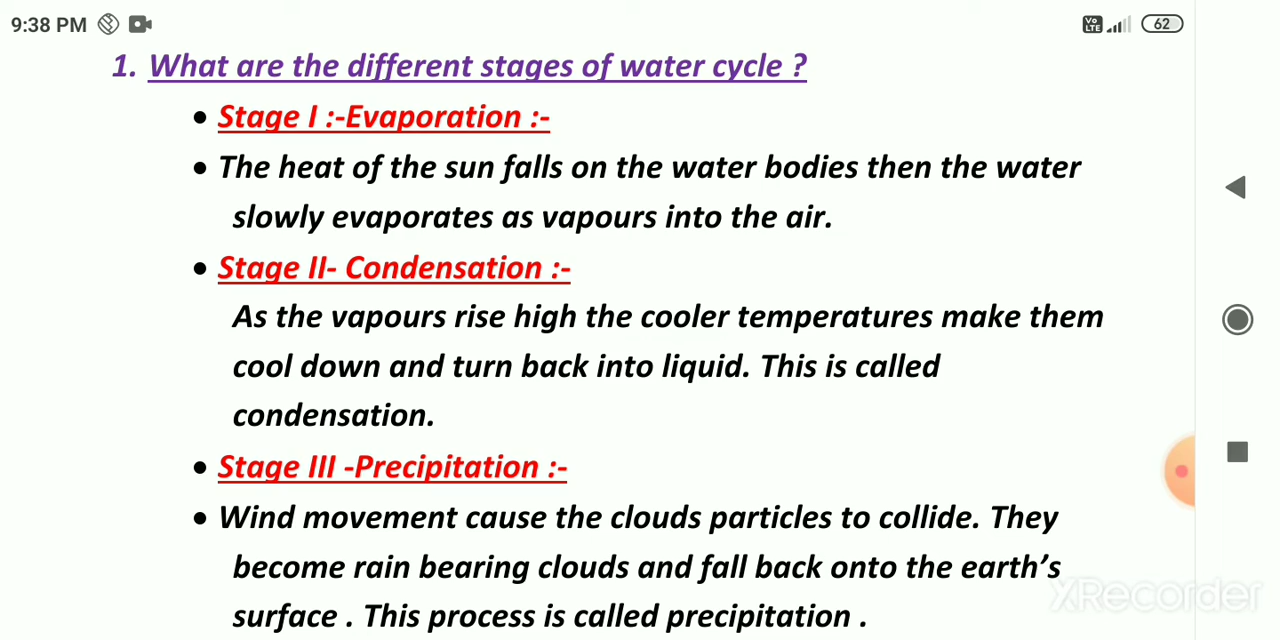 9:38 PM
Vo LTE 62
1. What are the different stages of water cycle ?
• Stage I :-Evaporation :-
• The heat of the sun falls on the water bodies then the water
slowly evaporates as vapours into the air.
• Stage II- Condensation :-
As the vapours rise high the cooler temperatures make them
cool down and turn back into liquid. This is called
condensation.
• Stage III -Precipitation :-
• Wind movement cause the clouds particles to collide. They
become rain bearing clouds and fall back onto the earth’s
surface . This process is called precipitation .
XRecorder